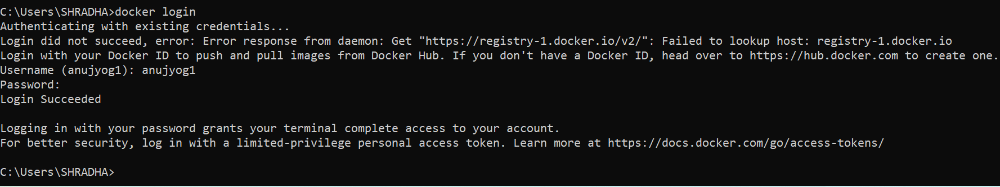 C:\Users\SHRADHA>docker login
Authenticating with existing credentials...
Login did not succeed, error: Error response from daemon: Get "https://registry-1.docker.io/v2/": Failed to lookup host: registry-1.docker.io
Login with your Docker ID to push and pull images from Docker Hub. If you don't have a Docker ID, head over to https://hub.docker.com to create one.
Username (anujyog1): anujyog1
Password:
Login Succeeded

Logging in with your password grants your terminal complete access to your account.
For better security, log in with a limited-privilege personal access token. Learn more at https://docs.docker.com/go/access-tokens/

C:\Users\SHRADHA>